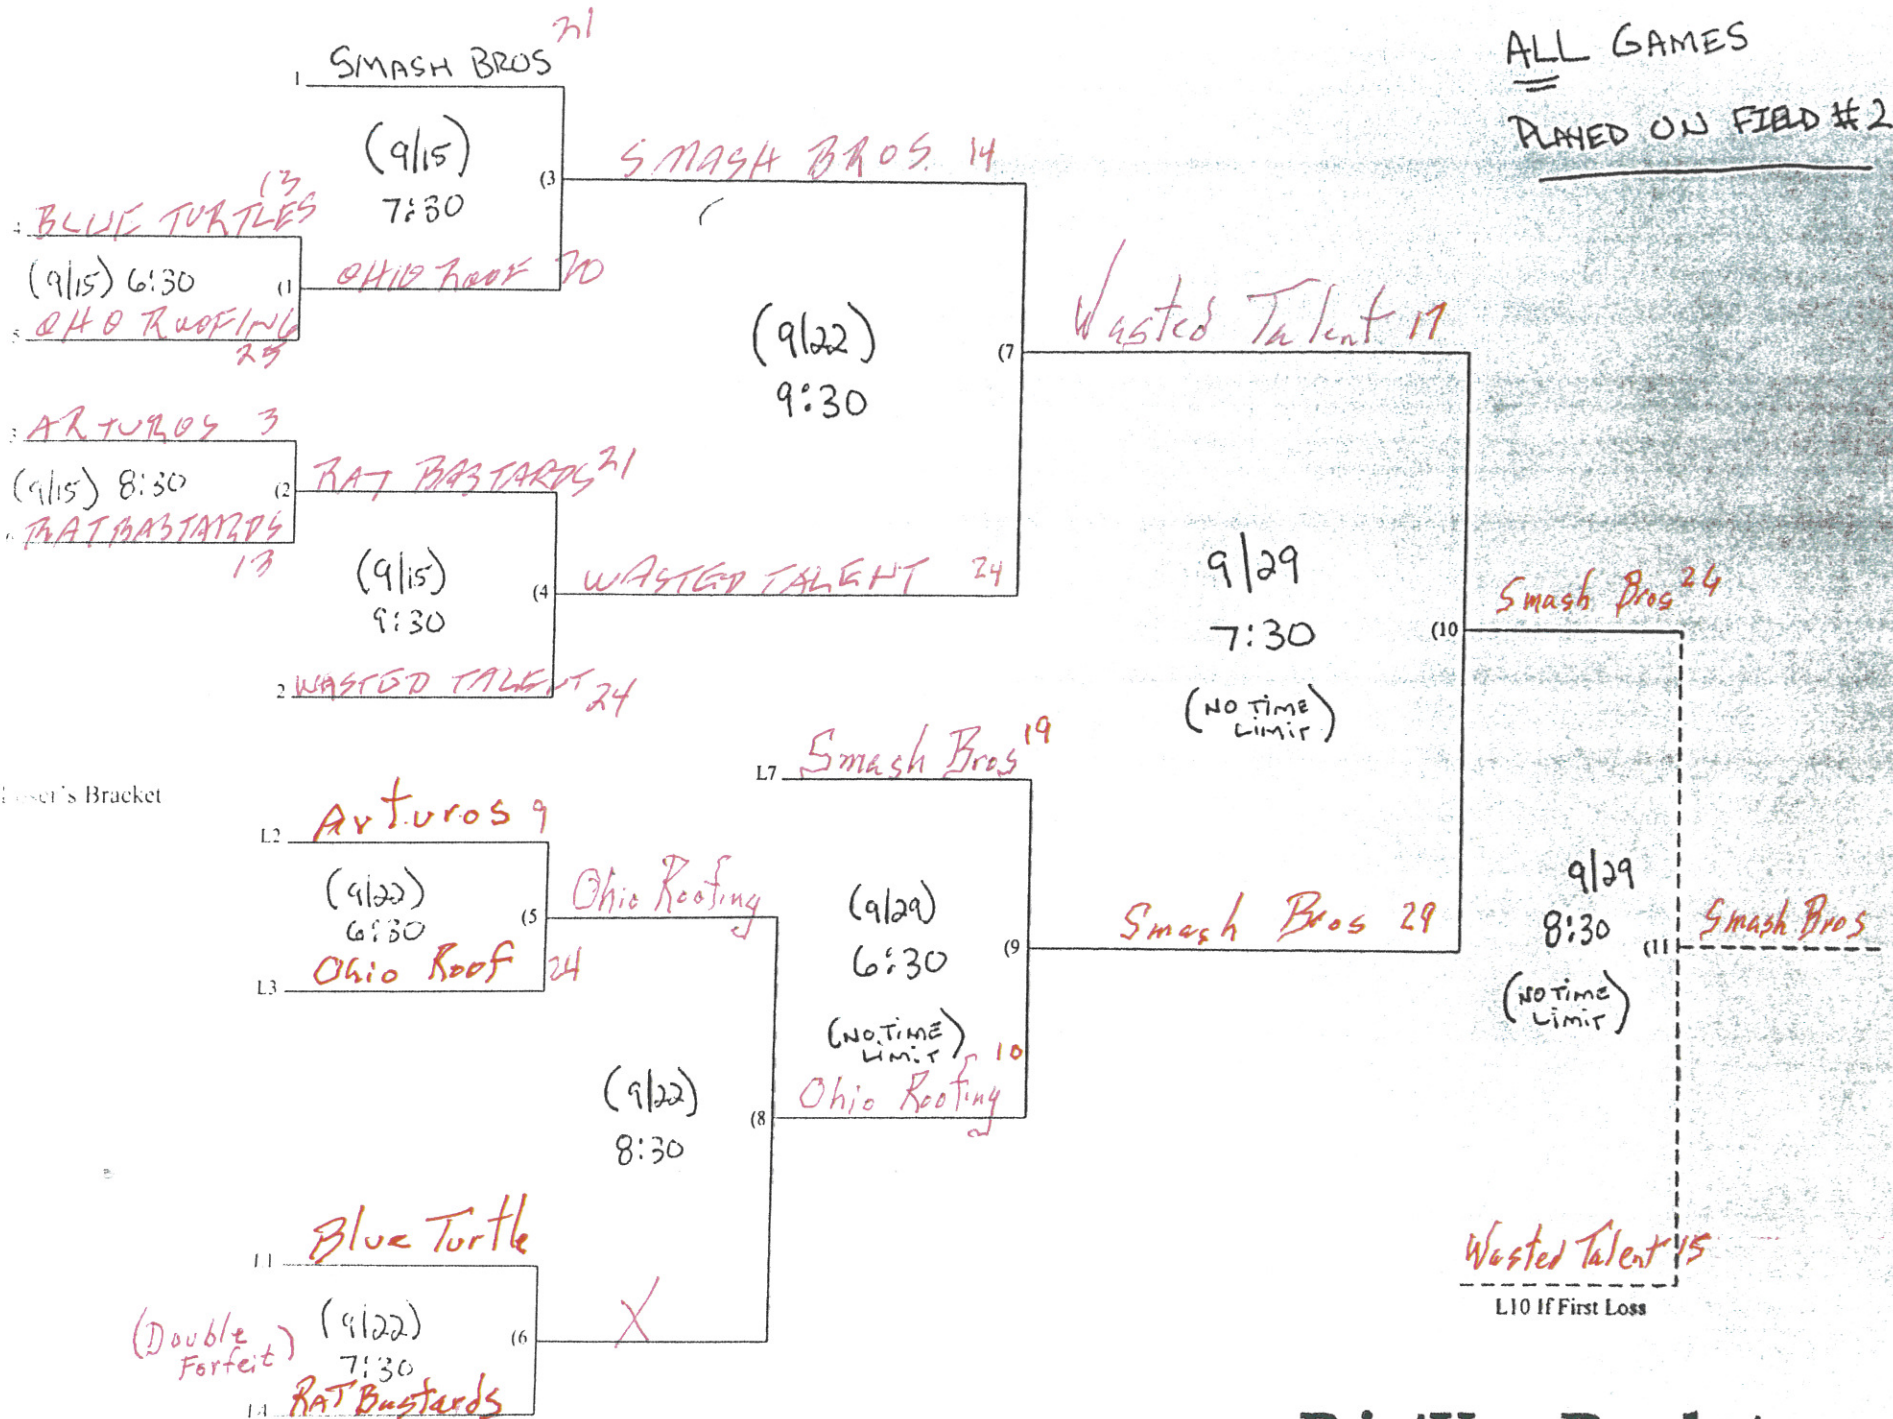 ALL GAMES
PLAYED ON FIELD #2
1 SMASH BROS 21
(9/15)
7:30
(3 SMASH BROS. 14
4 BLUE TURTLES 13
(9/15) 6:30
(1 OHIO ROOF 20
5 OHO ROOFING
25
3 ARTUROS 3
(9/15) 8:30
(2 RAT BASTARDS 21
RAT BASTARDS
13
(9/15)
9:30
(4 WASTED TALENT 24
2 WASTED TALENT 24
(9/22)
9:30
(7 Wasted Talent 17
9/29
7:30
(NO TIME
LIMIT)
(10 Smash Bros 24
Loser's Bracket
L2 Arturos 9
(9/22)
6:30
(5 Ohio Roofing
L3 Ohio Roof 24
L7 Smash Bros 19
(9/29)
6:30
(NO TIME
LIMIT)
(9 Smash Bros 29
(9/22)
8:30
(8 Ohio Roofing 10
L1 Blue Turtle
(Double
Forfeit)
(9/22)
7:30
(6 X
L4 RAT Bastards
9/29
8:30
(NO TIME
LIMIT)
(11 Smash Bros
Wasted Talent 15
L10 If First Loss